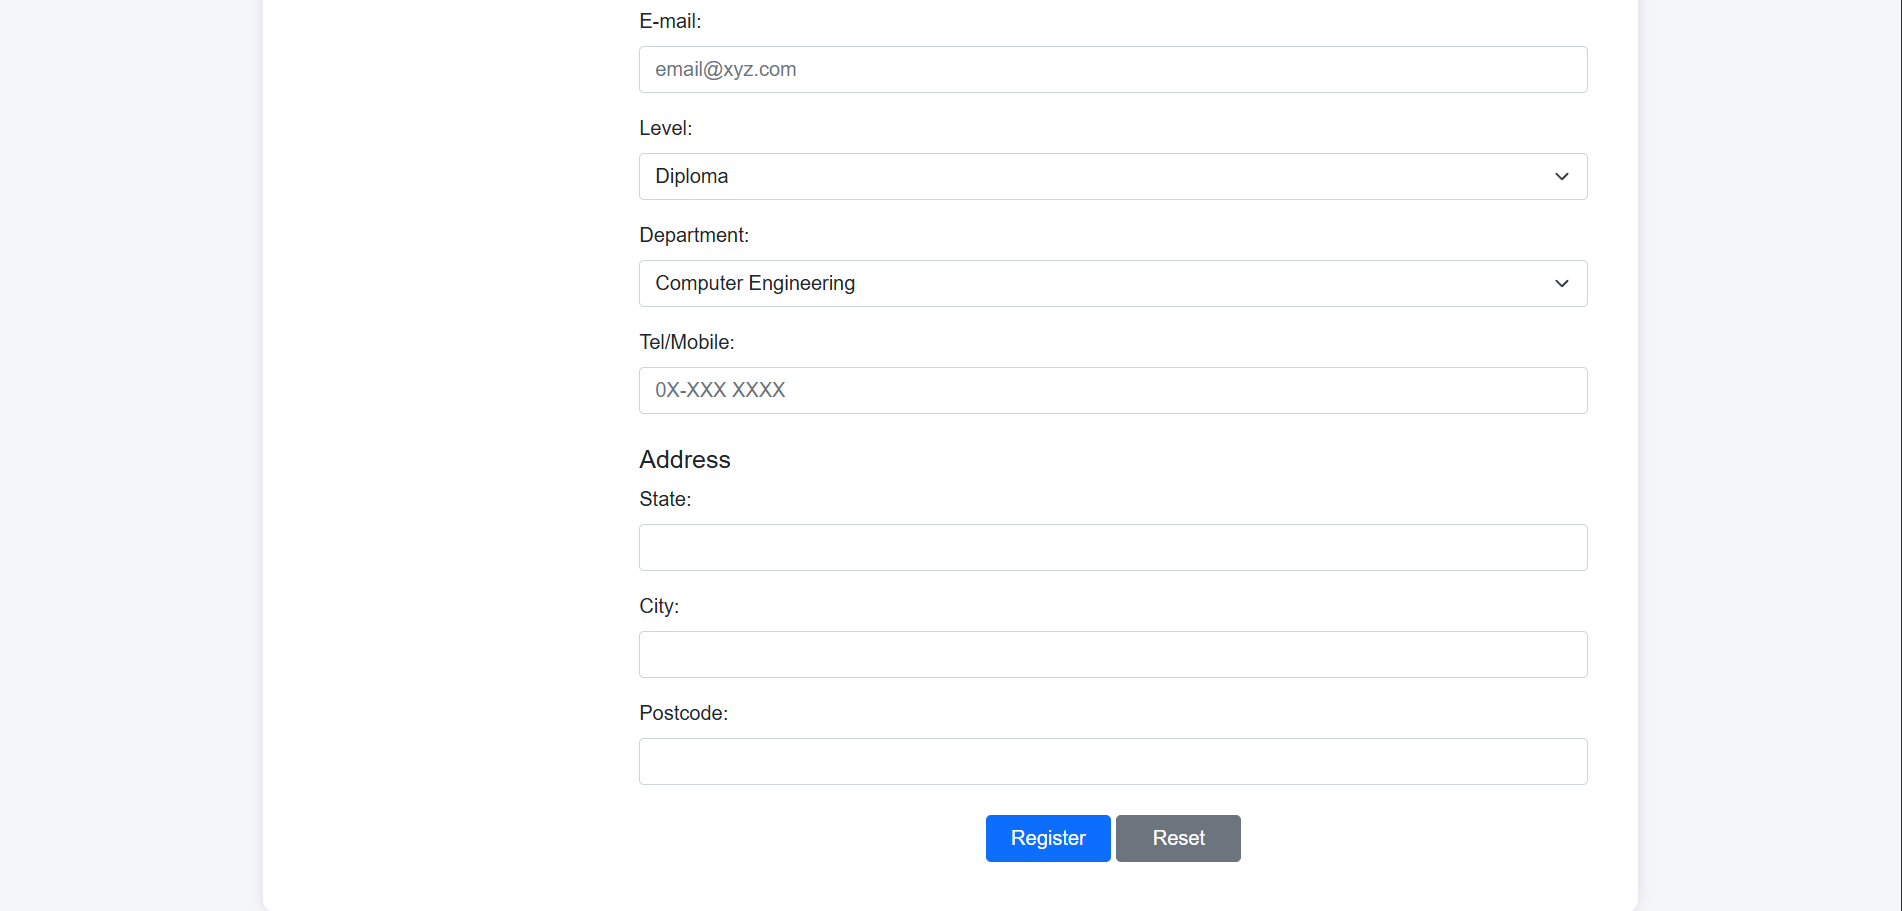 E-mail:
email@xyz.com
Level:
Diploma
Department:
Computer Engineering
Tel/Mobile:
0X-XXX XXXX
Address
State:
City:
Postcode:
Register Reset